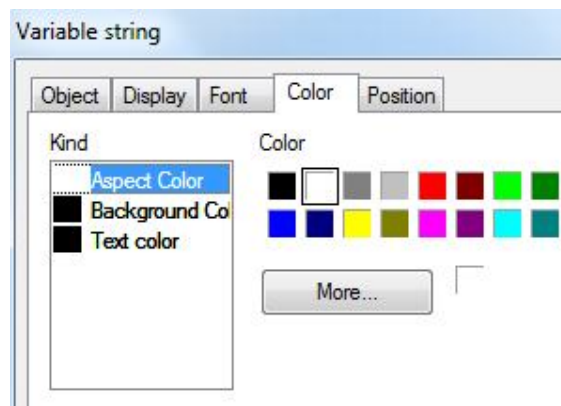 Variable string
Object Display Font Color Position
Kind Color
Aspect Color
Background Col
Text color
More...